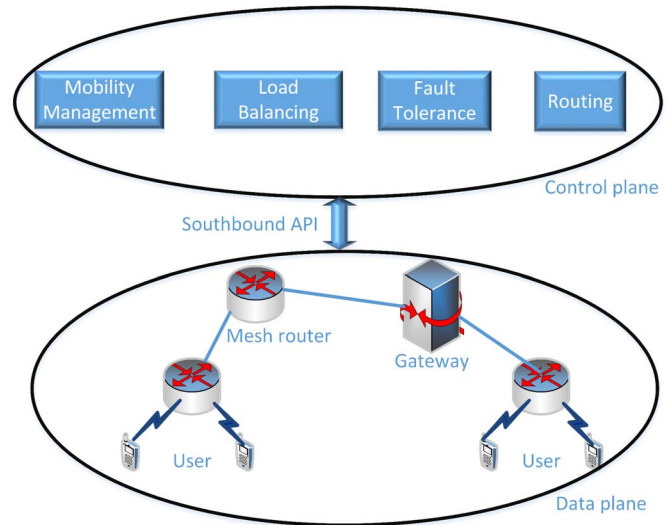 Mobility
Management
Load
Balancing
Fault
Tolerance
Routing
Control plane
Southbound API
Mesh router
Gateway
User
User
Data plane